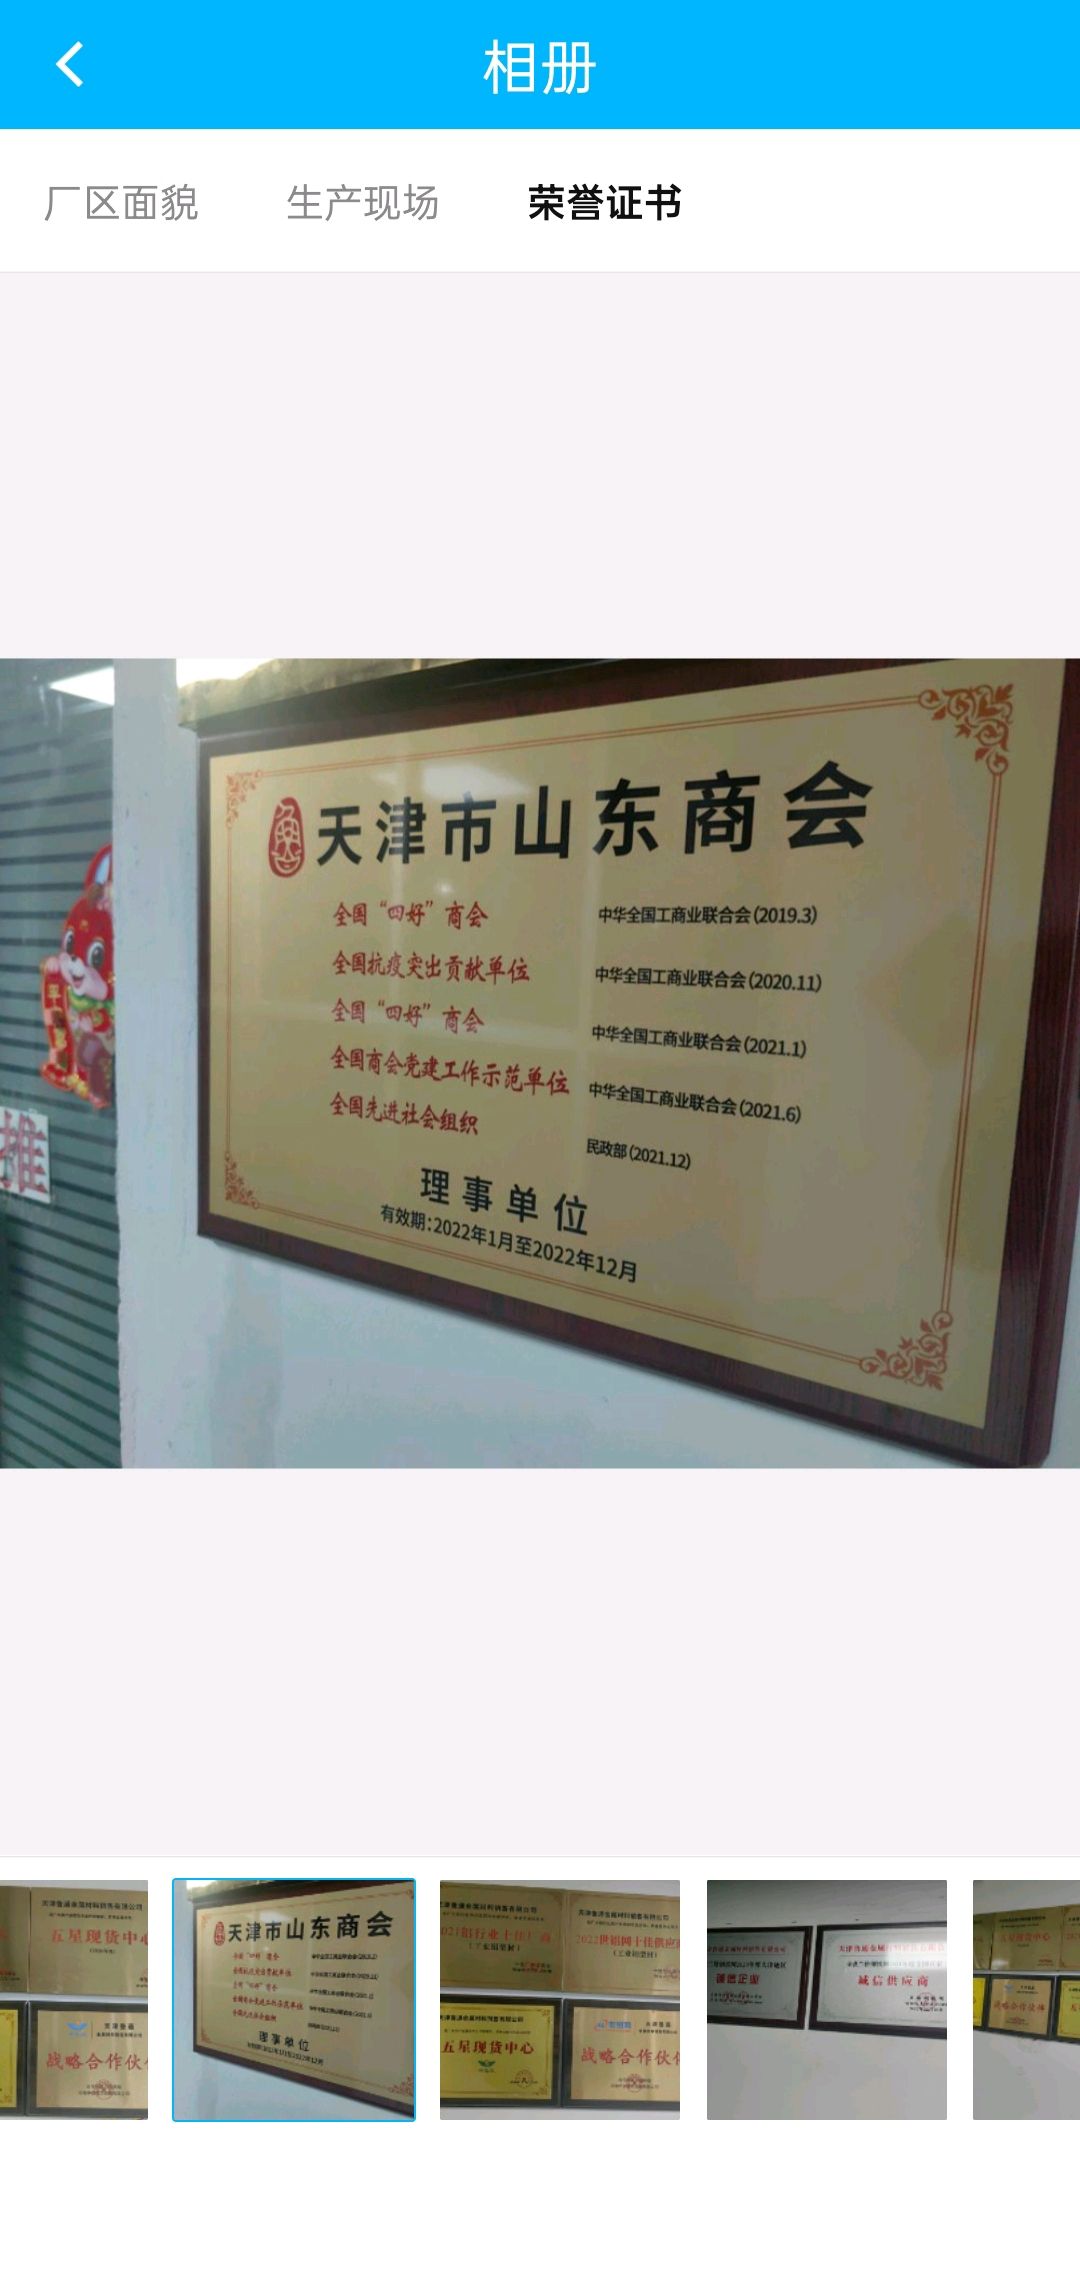 相册
厂区面貌
生产现场
荣誉证书
天津市山东商会
全国“四好”商会 中华全国工商业联合会(2019.3)
全国抗疫突出贡献单位 中华全国工商业联合会(2020.11)
全国“四好”商会 中华全国工商业联合会(2021.1)
全国商会党建工作示范单位 中华全国工商业联合会(2021.6)
全国先进社会组织 民政部(2021.12)
理事单位
有效期:2022年1月至2022年12月
推
五星现货中心
战略合作伙
天津市山东商会
理事单位
五星现货中心
战略合作伙
诚信企业
诚信供应商